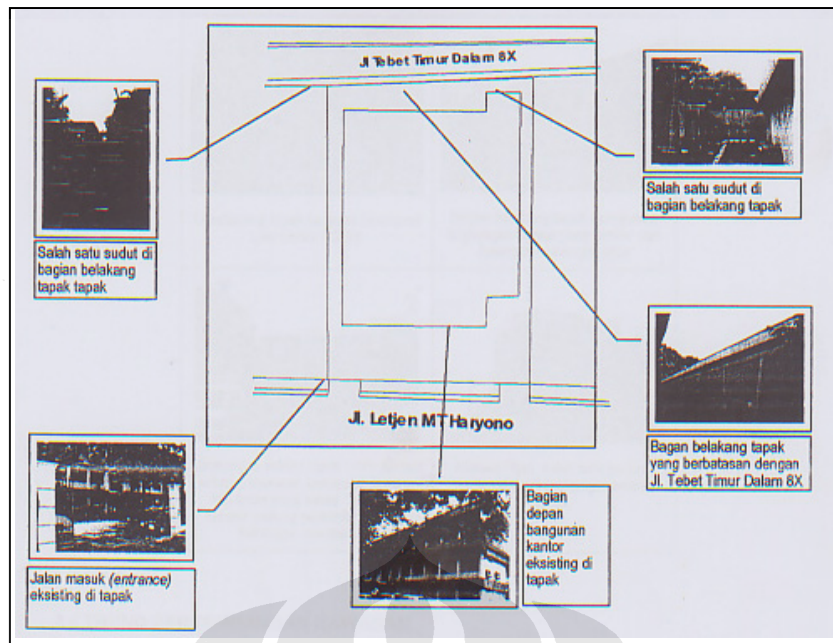 Jl Tebet Timur Dalam 8X
Salah satu sudut di
bagian belakang
tapak tapak
Salah satu sudut di
bagian belakang tapak
Jl. Letjen MT Haryono
Bagan belakang tapak
yang berbatasan dengan
Jl. Tebet Timur Dalam 8X
Jalan masuk (entrance)
eksisting di tapak
Bagian
depan
bangunan
kantor
eksisting di
tapak